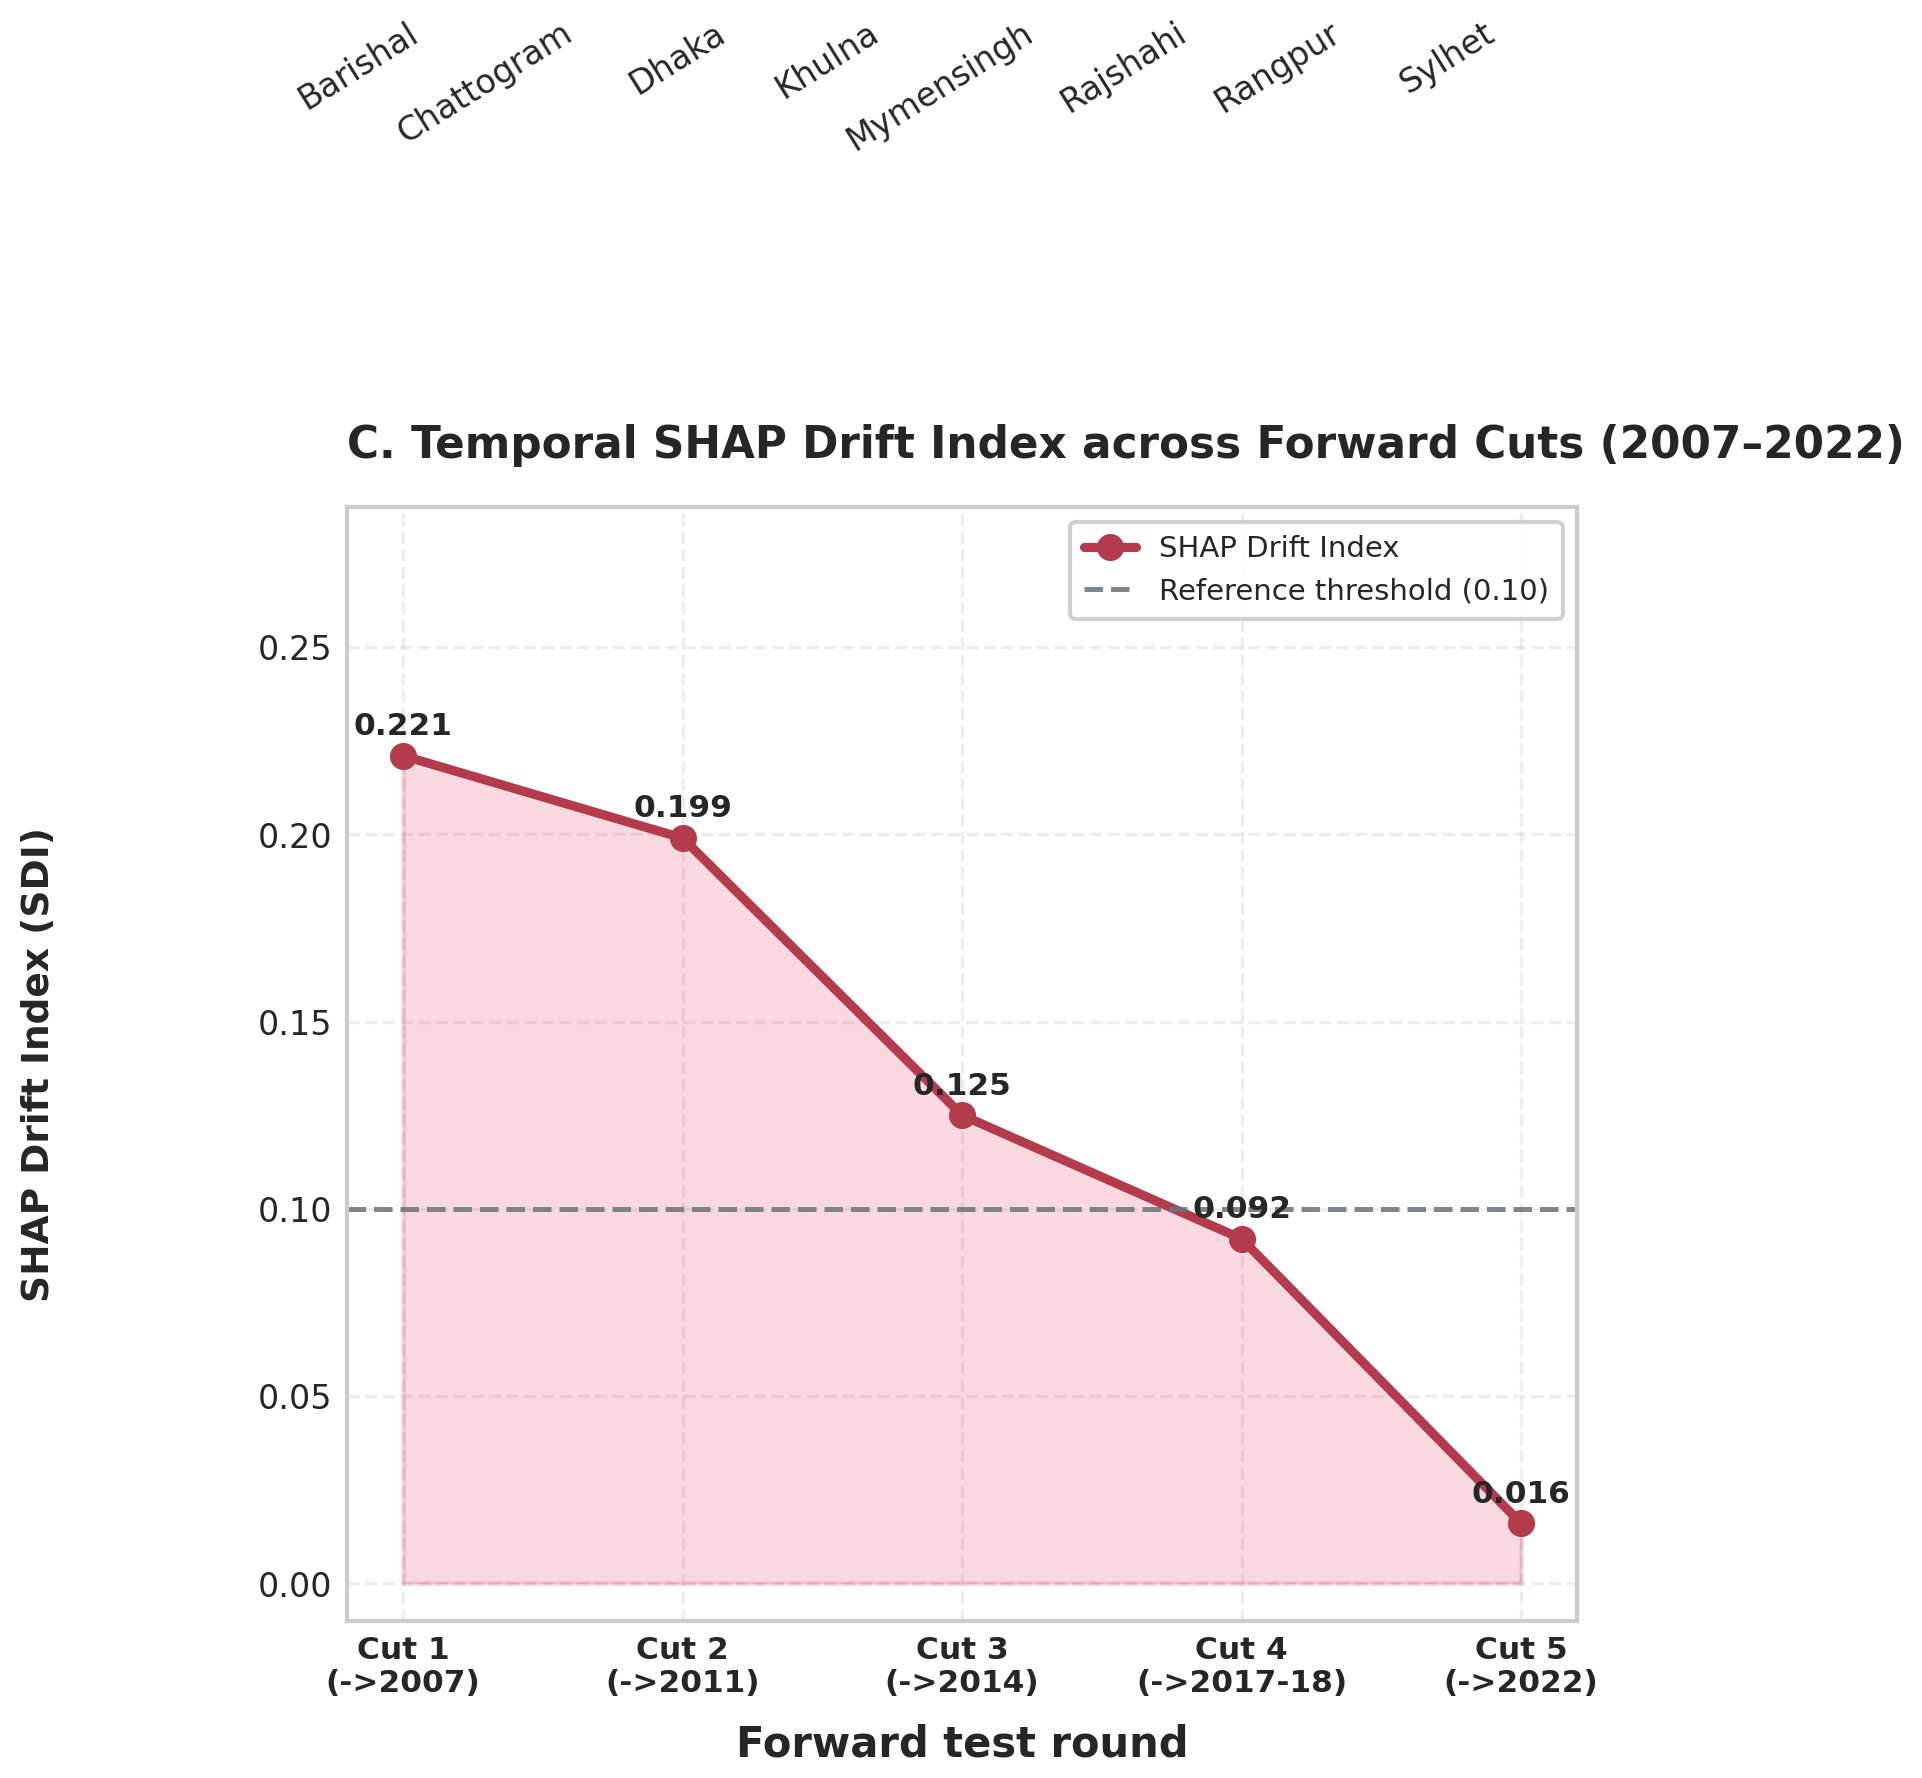 Barishal
Chattogram
Dhaka
Khulna
Mymensingh
Rajshahi
Rangpur
Sylhet
C. Temporal SHAP Drift Index across Forward Cuts (2007–2022)
SHAP Drift Index
Reference threshold (0.10)
SHAP Drift Index (SDI)
0.25
0.20
0.15
0.10
0.05
0.00
0.221
0.199
0.125
0.092
0.016
Cut 1
(->2007)
Cut 2
(->2011)
Cut 3
(->2014)
Cut 4
(->2017-18)
Cut 5
(->2022)
Forward test round